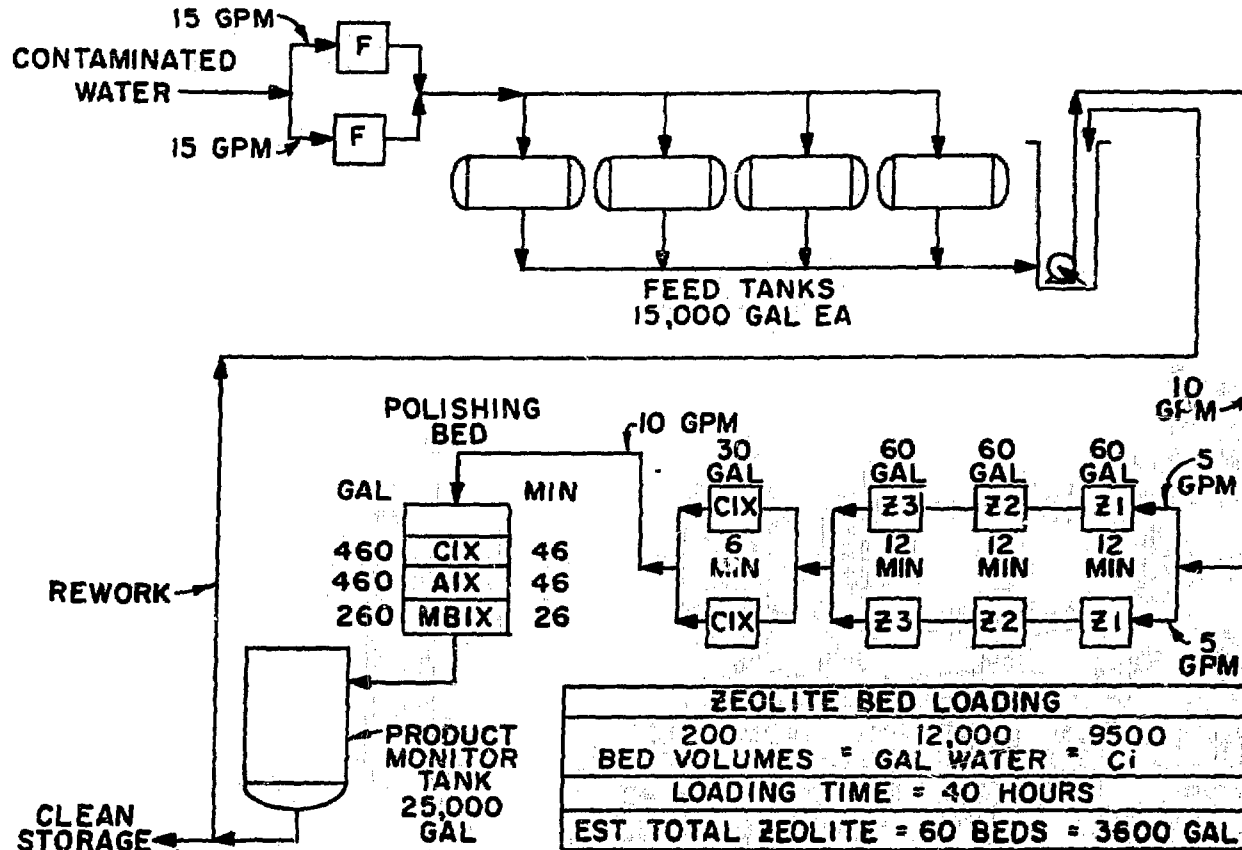 15 GPM
F
CONTAMINATED
WATER
F
15 GPM
FEED TANKS
15,000 GAL EA
10
GPM
POLISHING
BED
10 GPM
30
GAL
60
GAL
60
GAL
60
GAL
5
GPM
GAL
MIN
CIX
Z3
Z2
Z1
460 CIX 46
6
MIN
12
MIN
12
MIN
12
MIN
460 AIX 46
REWORK
260 MBIX 26
CIX
Z3
Z2
Z1
5
GPM
PRODUCT
MONITOR
TANK
25,000
GAL
ZEOLITE BED LOADING
200 12,000 9500
BED VOLUMES = GAL WATER = Ci
LOADING TIME = 40 HOURS
EST TOTAL ZEOLITE = 60 BEDS = 3600 GAL
CLEAN
STORAGE